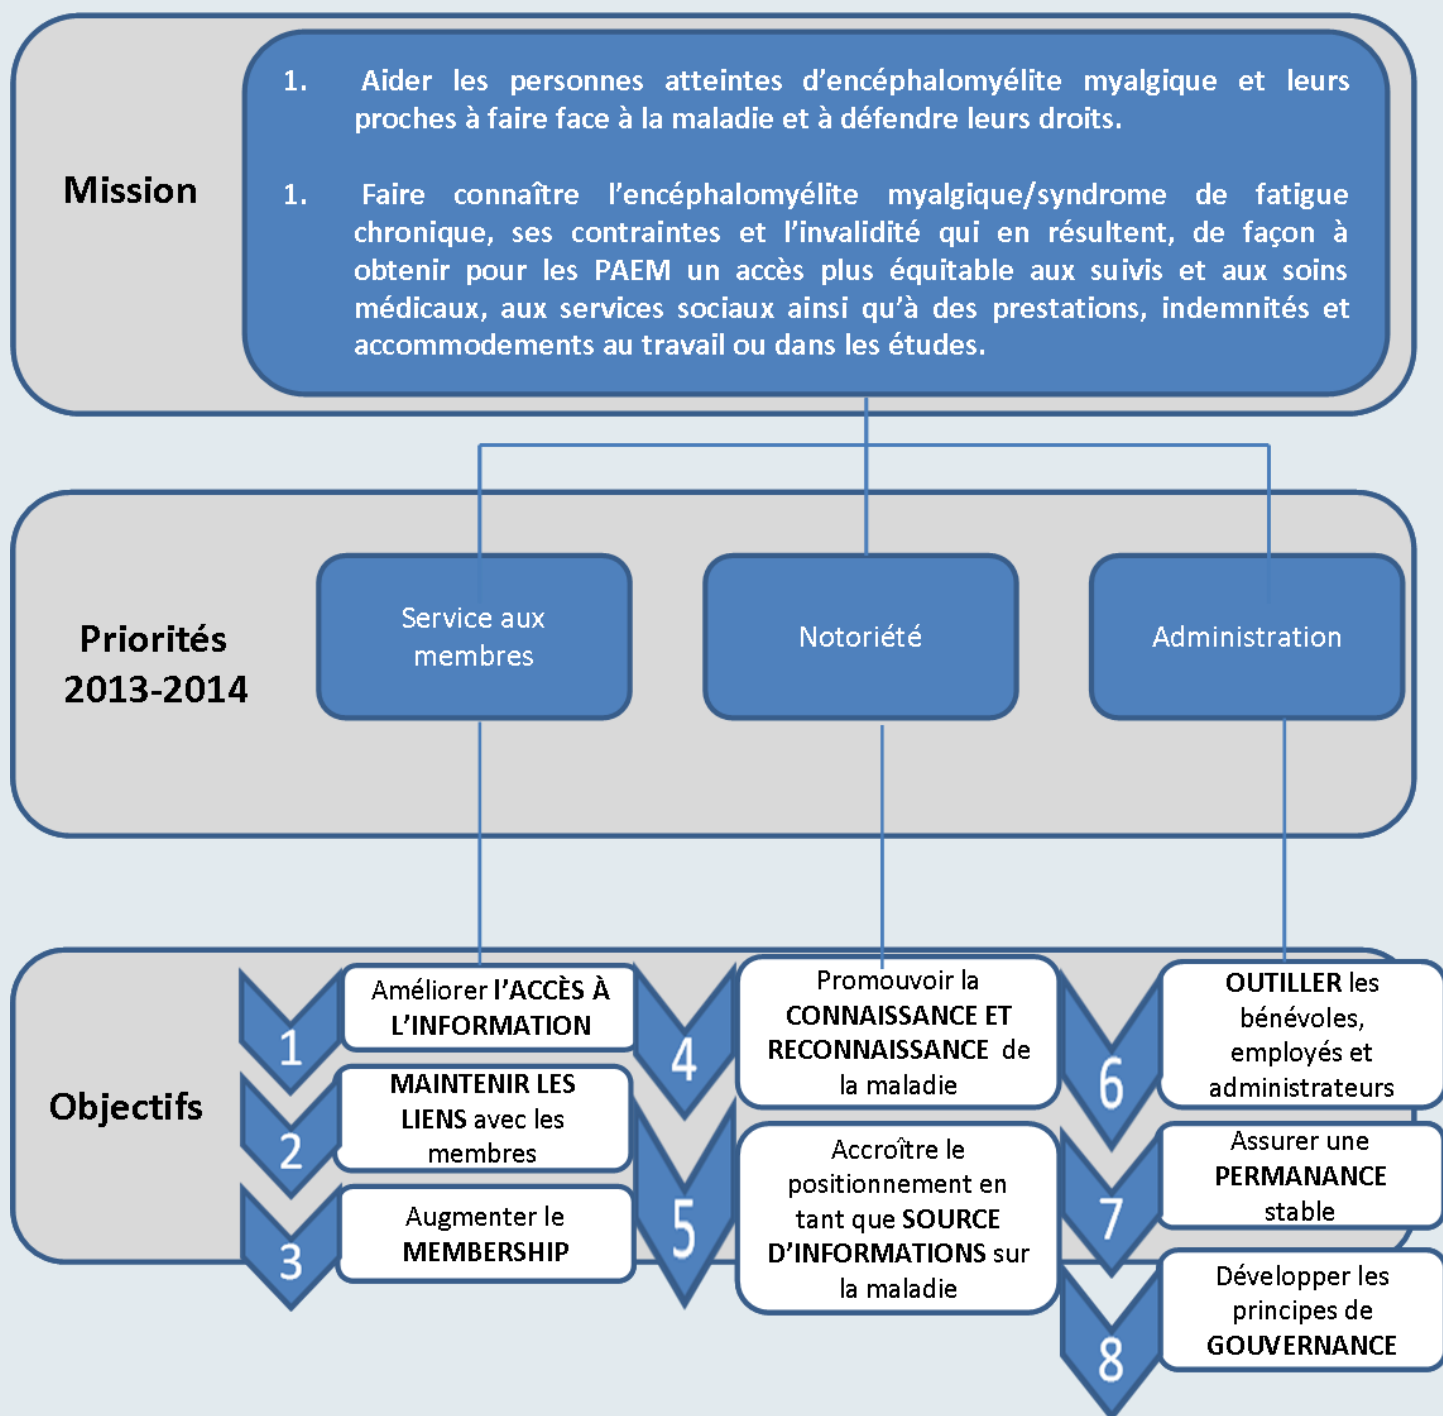 Mission
1. Aider les personnes atteintes d'encéphalomyélite myalgique et leurs
proches à faire face à la maladie et à défendre leurs droits.
1. Faire connaître l'encéphalomyélite myalgique/syndrome de fatigue
chronique, ses contraintes et l'invalidité qui en résultent, de façon à
obtenir pour les PAEM un accès plus équitable aux suivis et aux soins
médicaux, aux services sociaux ainsi qu'à des prestations, indemnités et
accommodements au travail ou dans les études.
Priorités
2013-2014
Service aux
membres
Notoriété
Administration
Objectifs
1
Améliorer l'ACCÈS À
L'INFORMATION
2
MAINTENIR LES
LIENS avec les
membres
3
Augmenter le
MEMBERSHIP
4
Promouvoir la
CONNAISSANCE ET
RECONNAISSANCE de
la maladie
5
Accroître le
positionnement en
tant que SOURCE
D'INFORMATIONS sur
la maladie
6
OUTILLER les
bénévoles,
employés et
administrateurs
7
Assurer une
PERMANANCE
stable
8
Développer les
principes de
GOUVERNANCE